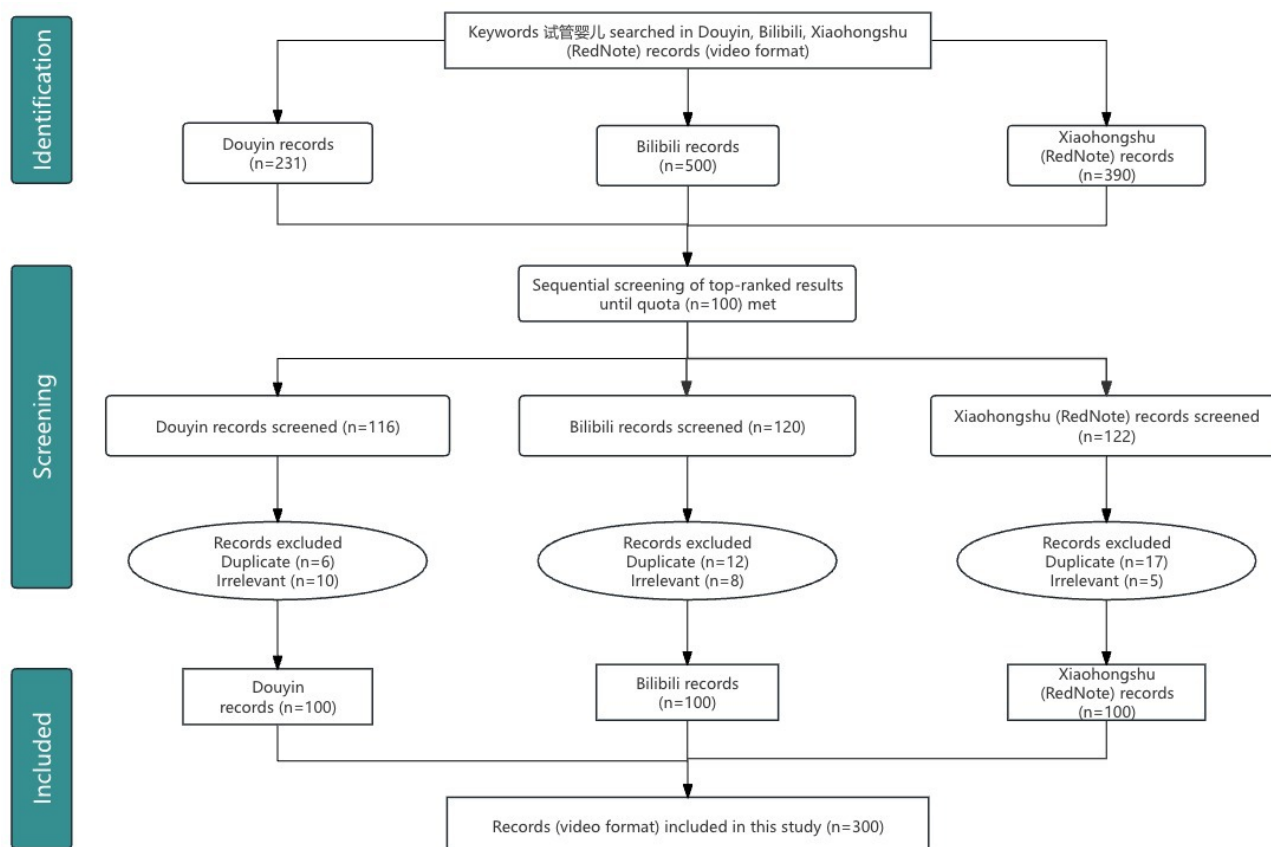 Identification
Keywords 试管婴儿 searched in Douyin, Bilibili, Xiaohongshu
(RedNote) records (video format)
Douyin records
(n=231)
Bilibili records
(n=500)
Xiaohongshu
(RedNote) records
(n=390)
Screening
Sequential screening of top-ranked results
until quota (n=100) met
Douyin records screened (n=116)
Bilibili records screened (n=120)
Xiaohongshu (RedNote) records screened
(n=122)
Records excluded
Duplicate (n=6)
Irrelevant (n=10)
Records excluded
Duplicate (n=12)
Irrelevant (n=8)
Records excluded
Duplicate (n=17)
Irrelevant (n=5)
Included
Douyin
records (n=100)
Bilibili records
(n=100)
Xiaohongshu
(RedNote) records
(n=100)
Records (video format) included in this study (n=300)